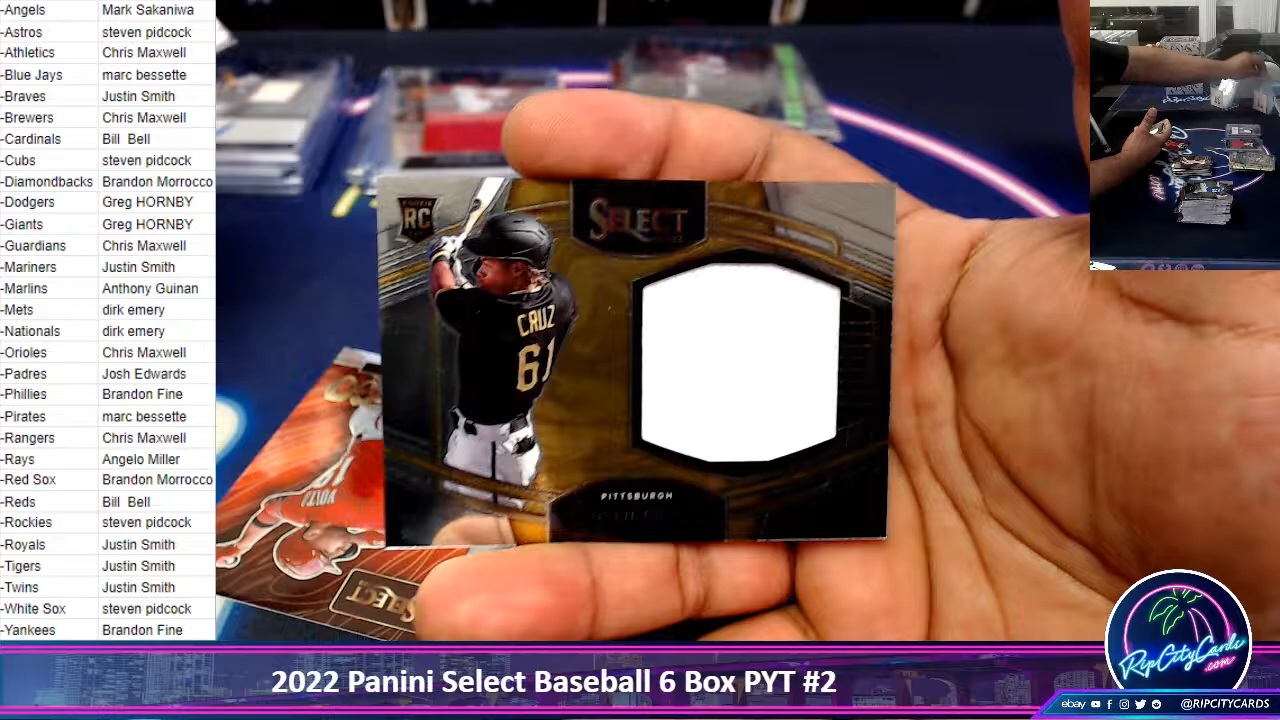 -Angels Mark Sakaniwa
-Astros steven pidcock
-Athletics Chris Maxwell
-Blue Jays marc bessette
-Braves Justin Smith
-Brewers Chris Maxwell
-Cardinals Bill Bell
-Cubs steven pidcock
-Diamondbacks Brandon Morrocco
-Dodgers Greg HORNBY
-Giants Greg HORNBY
-Guardians Chris Maxwell
-Mariners Justin Smith
-Marlins Anthony Guinan
-Mets dirk emery
-Nationals dirk emery
-Orioles Chris Maxwell
-Padres Josh Edwards
-Phillies Brandon Fine
-Pirates marc bessette
-Rangers Chris Maxwell
-Rays Angelo Miller
-Red Sox Brandon Morrocco
-Reds Bill Bell
-Rockies steven pidcock
-Royals Justin Smith
-Tigers Justin Smith
-Twins Justin Smith
-White Sox steven pidcock
-Yankees Brandon Fine
RC
SELECT
CRUZ
61
PITTSBURGH
VOTTO
19
SELECT
2022 Panini Select Baseball 6 Box PYT #2
RipCityCards
.com
ebay @RIPCITYCARDS